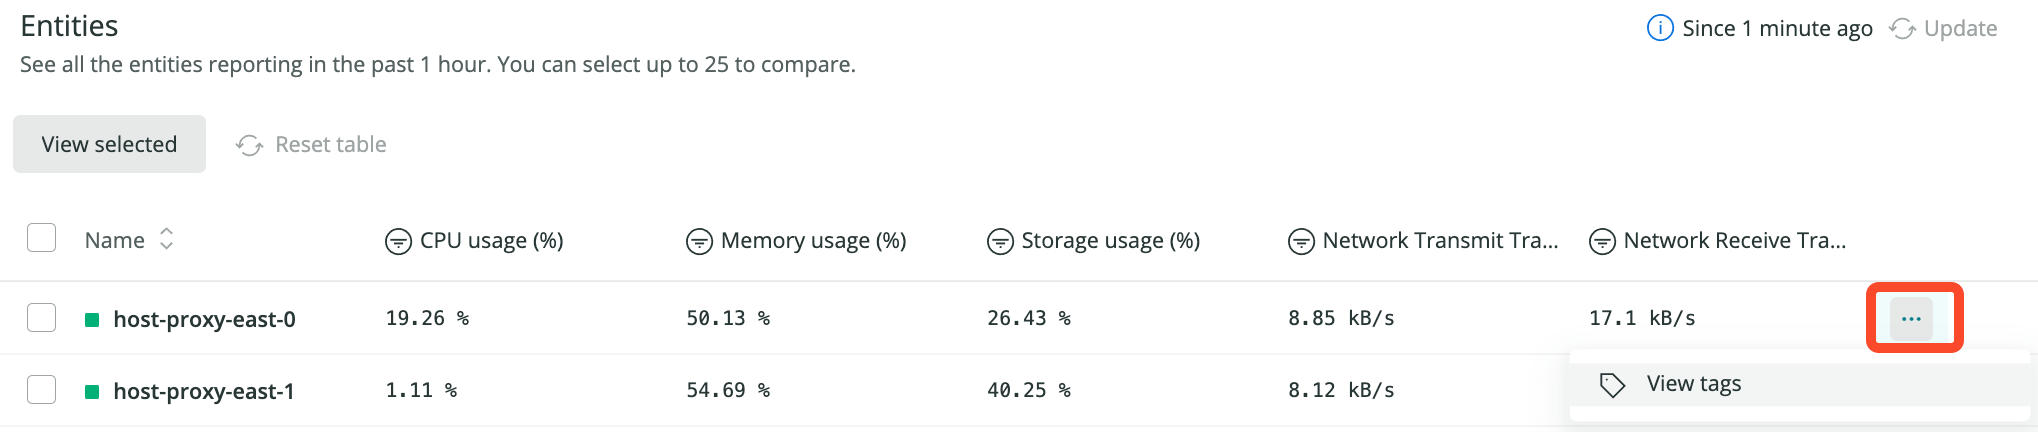 Entities
Since 1 minute ago Update
See all the entities reporting in the past 1 hour. You can select up to 25 to compare.
View selected Reset table
Name CPU usage (%) Memory usage (%) Storage usage (%) Network Transmit Tra... Network Receive Tra...
host-proxy-east-0 19.26 % 50.13 % 26.43 % 8.85 kB/s 17.1 kB/s ...
host-proxy-east-1 1.11 % 54.69 % 40.25 % 8.12 kB/s
View tags